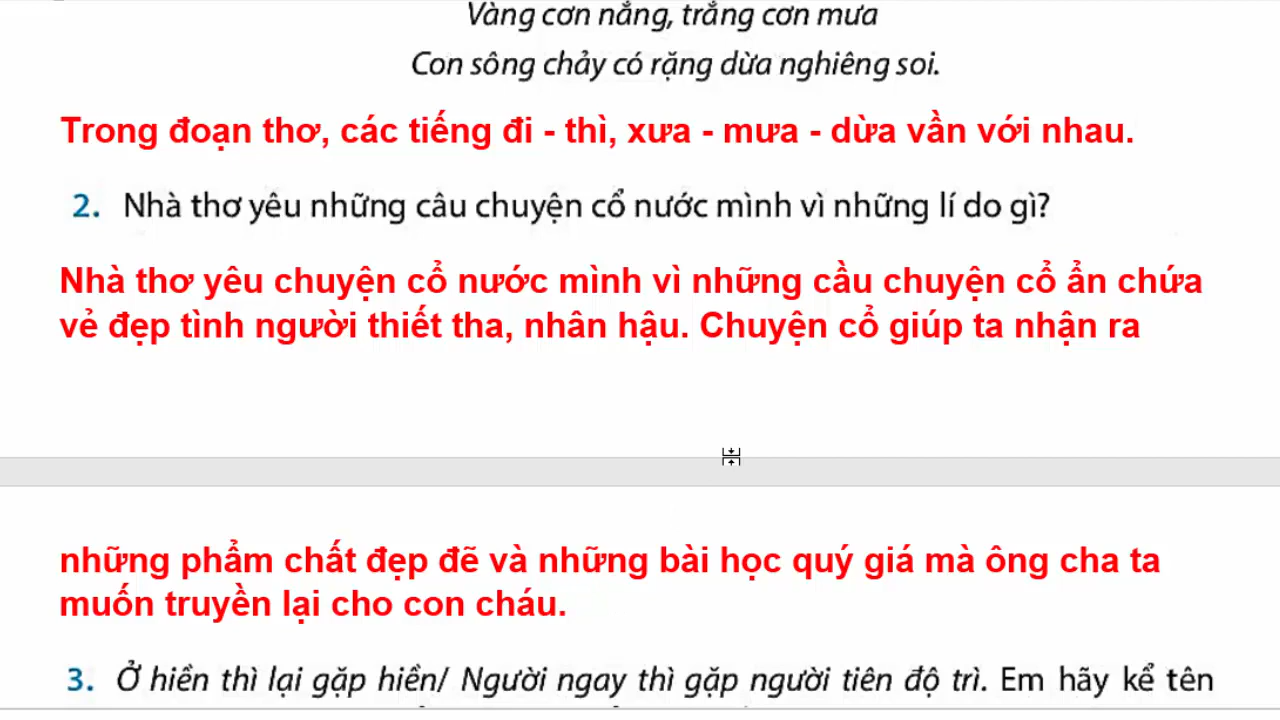 Vàng cơn nắng, trắng cơn mưa
Con sông chảy có rặng dừa nghiêng soi.
Trong đoạn thơ, các tiếng đi - thì, xưa - mưa - dừa vần với nhau.
2. Nhà thơ yêu những câu chuyện cổ nước mình vì những lí do gì?
Nhà thơ yêu chuyện cổ nước mình vì những cầu chuyện cổ ẩn chứa
vẻ đẹp tình người thiết tha, nhân hậu. Chuyện cổ giúp ta nhận ra
những phẩm chất đẹp đẽ và những bài học quý giá mà ông cha ta
muốn truyền lại cho con cháu.
3. Ở hiền thì lại gặp hiền/ Người ngay thì gặp người tiên độ trì. Em hãy kể tên